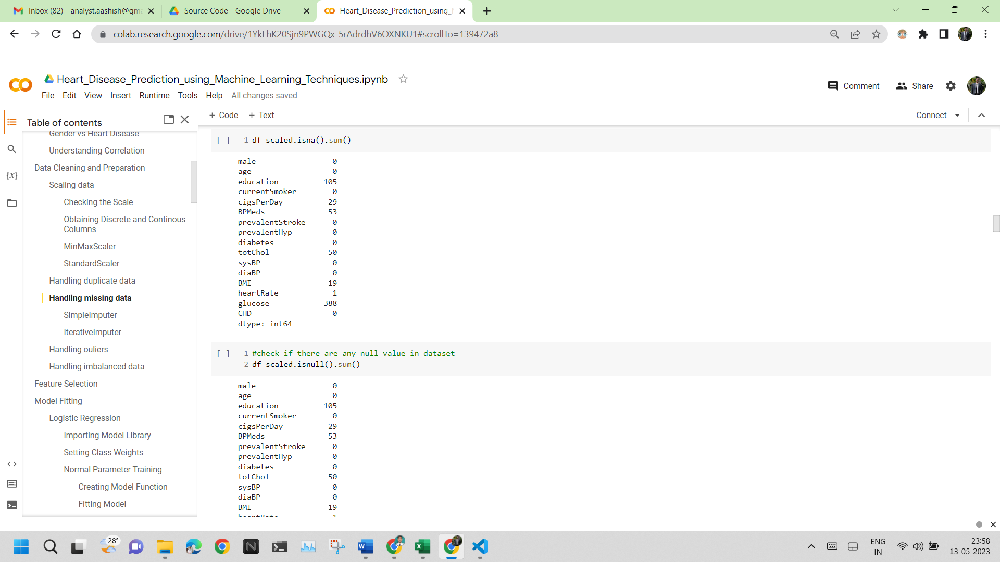 Inbox (82) - analyst.aashish@gm
Source Code - Google Drive
Heart_Disease_Prediction_using_
colab.research.google.com/drive/1YkLhK20Sjn9PWGQx_5rAdrdhV6OXNKU1#scrollTo=139472a8
Heart_Disease_Prediction_using_Machine_Learning_Techniques.ipynb
File Edit View Insert Runtime Tools Help All changes saved
Comment Share
Table of contents
Gender vs Heart Disease
Understanding Correlation
Data Cleaning and Preparation
Scaling data
Checking the Scale
Obtaining Discrete and Continous
Columns
MinMaxScaler
StandardScaler
Handling duplicate data
Handling missing data
SimpleImputer
IterativeImputer
Handling ouliers
Handling imbalanced data
Feature Selection
Model Fitting
Logistic Regression
Importing Model Library
Setting Class Weights
Normal Parameter Training
Creating Model Function
Fitting Model
{x}
+ Code + Text
Connect
[ ] 1 df_scaled.isna().sum()
male 0
age 0
education 105
currentSmoker 0
cigsPerDay 29
BPMeds 53
prevalentStroke 0
prevalentHyp 0
diabetes 0
totChol 50
sysBP 0
diaBP 0
BMI 19
heartRate 1
glucose 388
CHD 0
dtype: int64
[ ] 1 #check if there are any null value in dataset
2 df_scaled.isnull().sum()
male 0
age 0
education 105
currentSmoker 0
cigsPerDay 29
BPMeds 53
prevalentStroke 0
prevalentHyp 0
diabetes 0
totChol 50
sysBP 0
diaBP 0
BMI 19
heartRate 1
28°
ENG
IN
23:58
13-05-2023